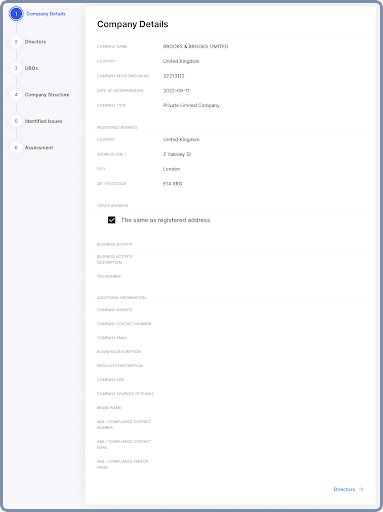 1 Company Details
2 Directors
3 UBOs
4 Company Structure
5 Identified Issues
6 Assessment
Company Details
COMPANY NAME BROOKS & BROOKS LIMITED
COUNTRY United Kingdom
COMPANY REGISTRATION NO 32213112
DATE OF INCORPORATION 2022-09-11
COMPANY TYPE Private Limited Company
REGISTERED ADDRESS
COUNTRY United Kingdom
ADDRESS LINE 1 2 Yabsley St
CITY London
ZIP / POSTCODE E14 9RG
OFFICE ADDRESS
The same as registered address
BUSINESS ACTIVITY
BUSINESS ACTIVITY
DESCRIPTION
TAX NUMBER
ADDITIONAL INFORMATION
COMPANY WEBSITE
COMPANY CONTACT NUMBER
COMPANY EMAIL
BUSINESS DESCRIPTION
PRODUCTS DESCRIPTION
COMPANY SIZE
COMPANY SOURCES OF FUNDS
BRAND NAME
AML / COMPLIANCE CONTACT
NUMBER
AML / COMPLIANCE CONTACT
EMAIL
AML / COMPLIANCE PERSON
NAME
Directors →